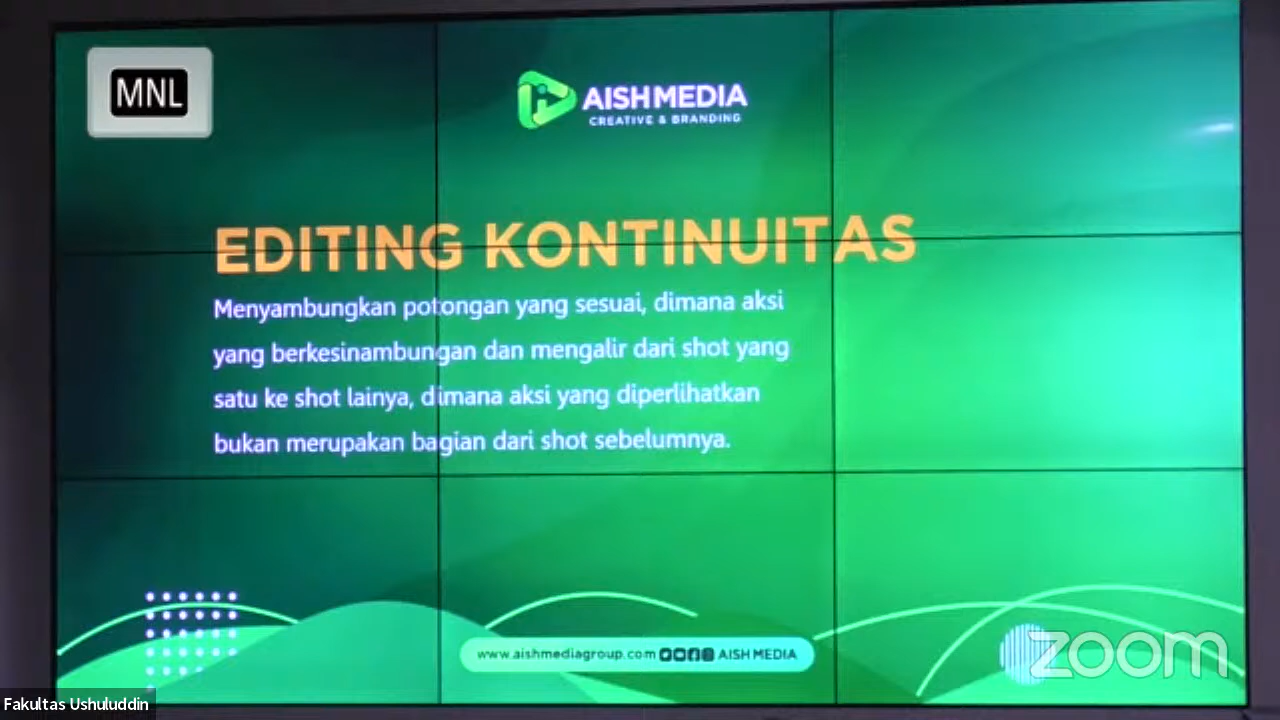 MNL
AISHMEDIA
CREATIVE & BRANDING
EDITING KONTINUITAS
Menyambungkan potongan yang sesuai, dimana aksi
yang berkesinambungan dan mengalir dari shot yang
satu ke shot lainya, dimana aksi yang diperlihatkan
bukan merupakan bagian dari shot sebelumnya.
www.aishmediagroup.com AISH MEDIA
zoom
Fakultas Ushuluddin